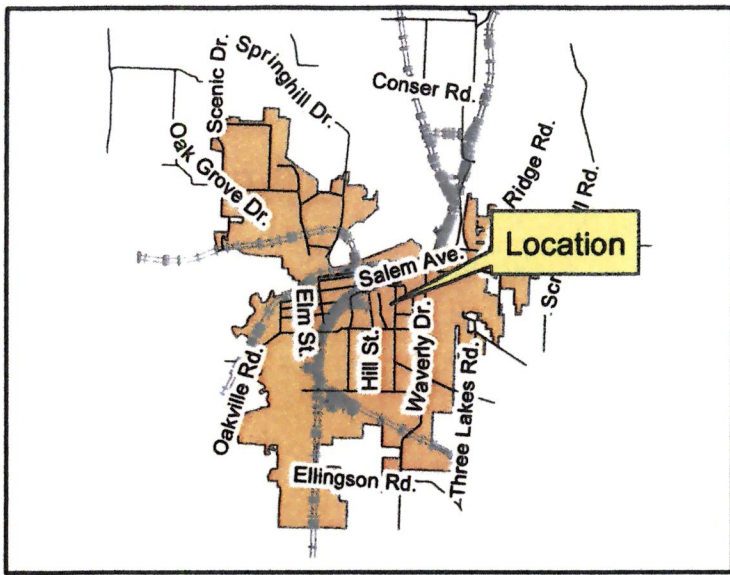 Scenic Dr.
Springhill Dr.
Conser Rd.
Oak Grove Dr.
Ridge Rd.
Rd.
Location
Salem Ave.
Elm St.
Hill St.
Waverly Dr.
Oakville Rd.
Three Lakes Rd.
Ellingson Rd.